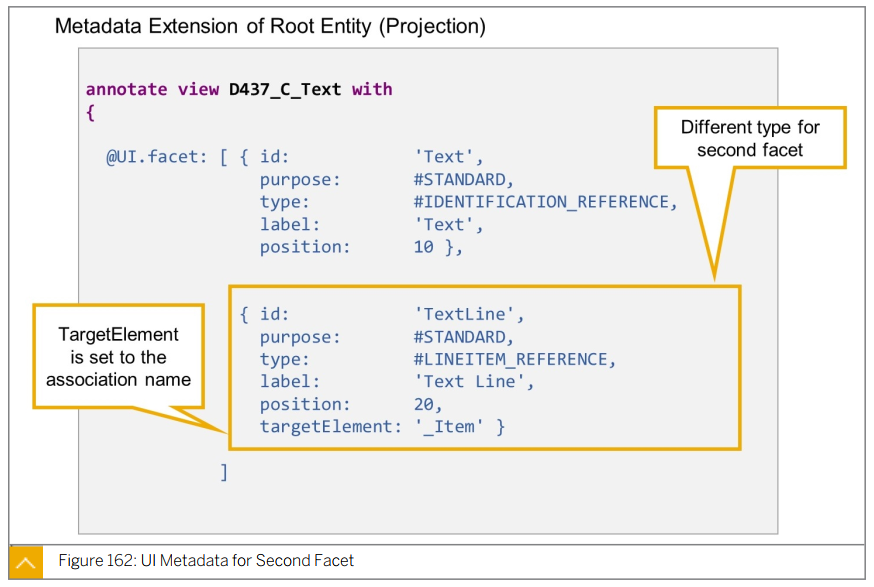 Metadata Extension of Root Entity (Projection)
annotate view D437_C_Text with
{
@UI.facet: [ { id: 'Text',
purpose: #STANDARD,
type: #IDENTIFICATION_REFERENCE,
label: 'Text',
position: 10 },
Different type for
second facet
{ id: 'TextLine',
purpose: #STANDARD,
type: #LINEITEM_REFERENCE,
label: 'Text Line',
position: 20,
targetElement: '_Item' }
TargetElement
is set to the
association name
]
Figure 162: UI Metadata for Second Facet